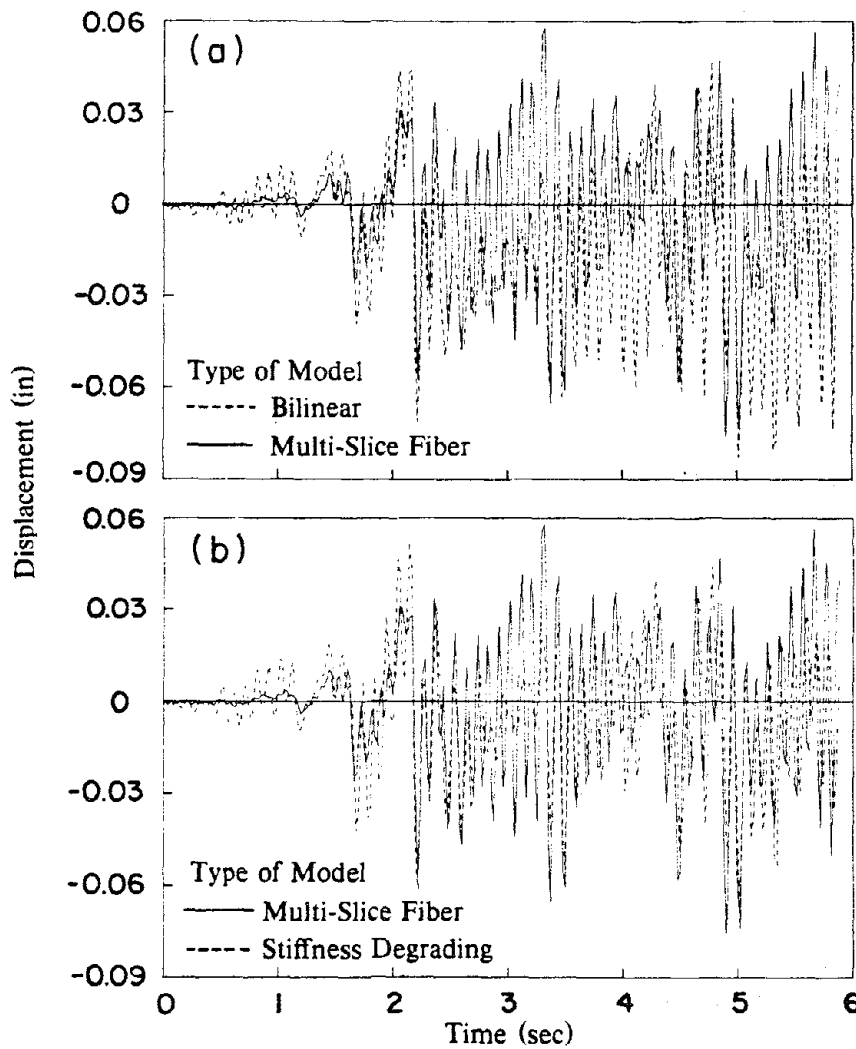 0.06
(a)
0.03
0
-0.03
-0.06
-0.09
Type of Model
Bilinear
Multi-Slice Fiber
Displacement (in)
0.06
(b)
0.03
0
-0.03
-0.06
-0.09
Type of Model
Multi-Slice Fiber
Stiffness Degrading
0 1 2 3 4 5 6
Time (sec)